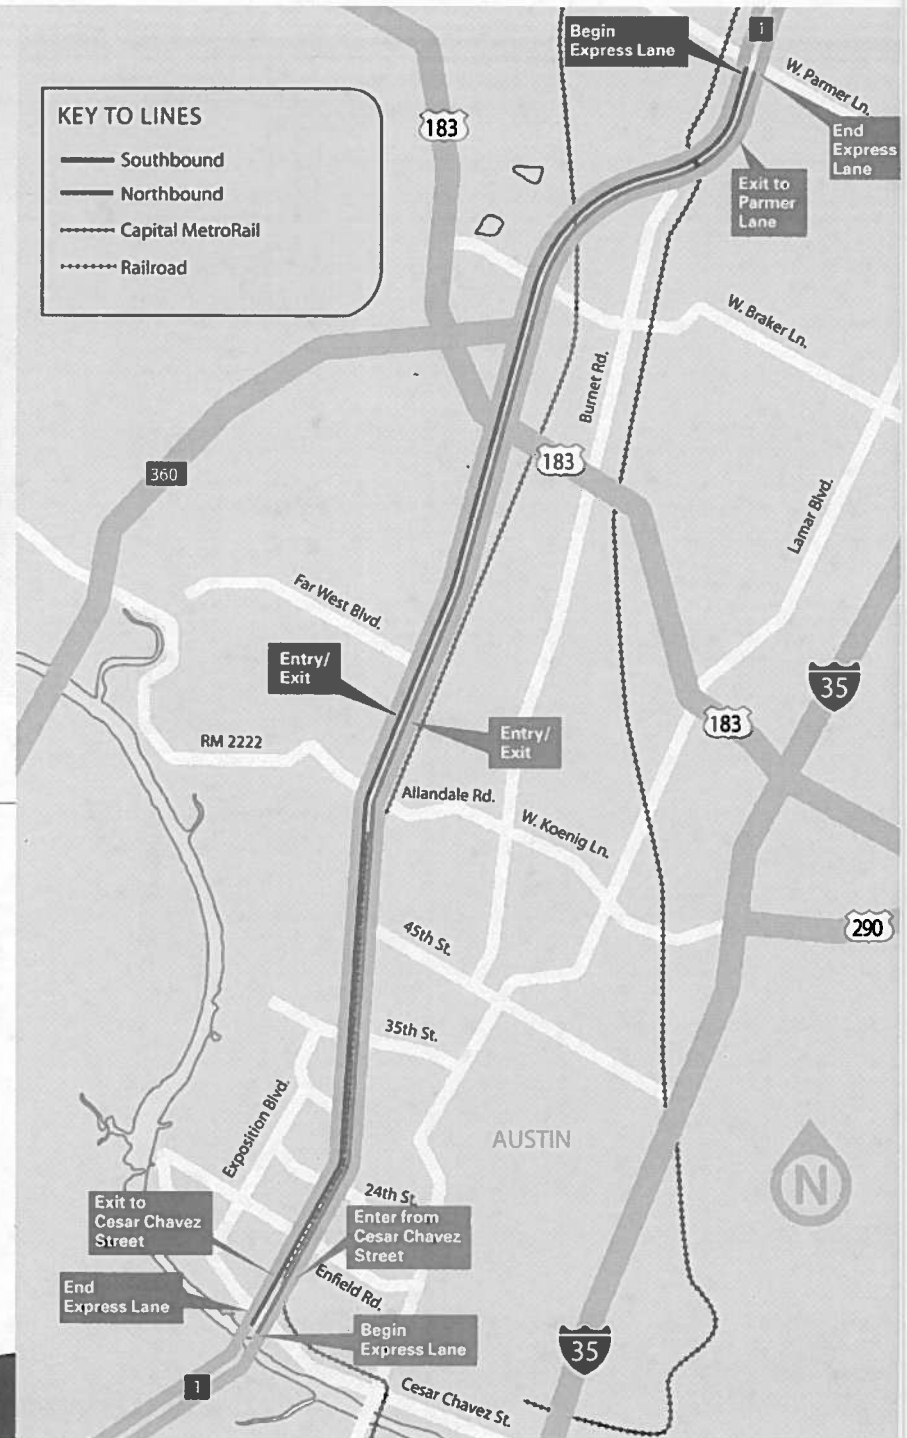 Begin
Express Lane
1
W. Parmer Ln.
End
Express
Lane
Exit to
Parmer
Lane
KEY TO LINES
Southbound
Northbound
Capital MetroRail
Railroad
183
W. Braker Ln.
Burnet Rd.
183
360
Lamar Blvd.
Far West Blvd.
Entry/
Exit
35
Entry/
Exit
183
RM 2222
Allandale Rd.
W. Koenig Ln.
290
45th St.
35th St.
Exposition Blvd.
AUSTIN
N
24th St.
Exit to
Cesar Chavez
Street
Enter from
Cesar Chavez
Street
Enfield Rd.
End
Express Lane
Begin
Express Lane
35
1
Cesar Chavez St.